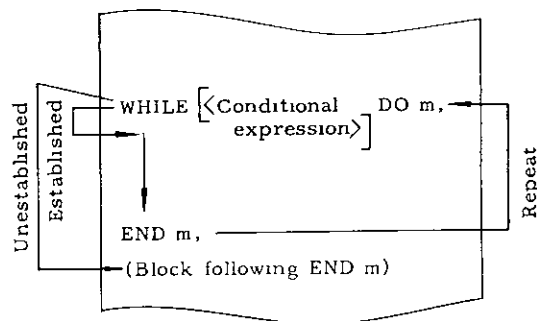 WHILE [<Conditional expression>] DO m,
Unestablished
Established
Repeat
END m,
(Block following END m)